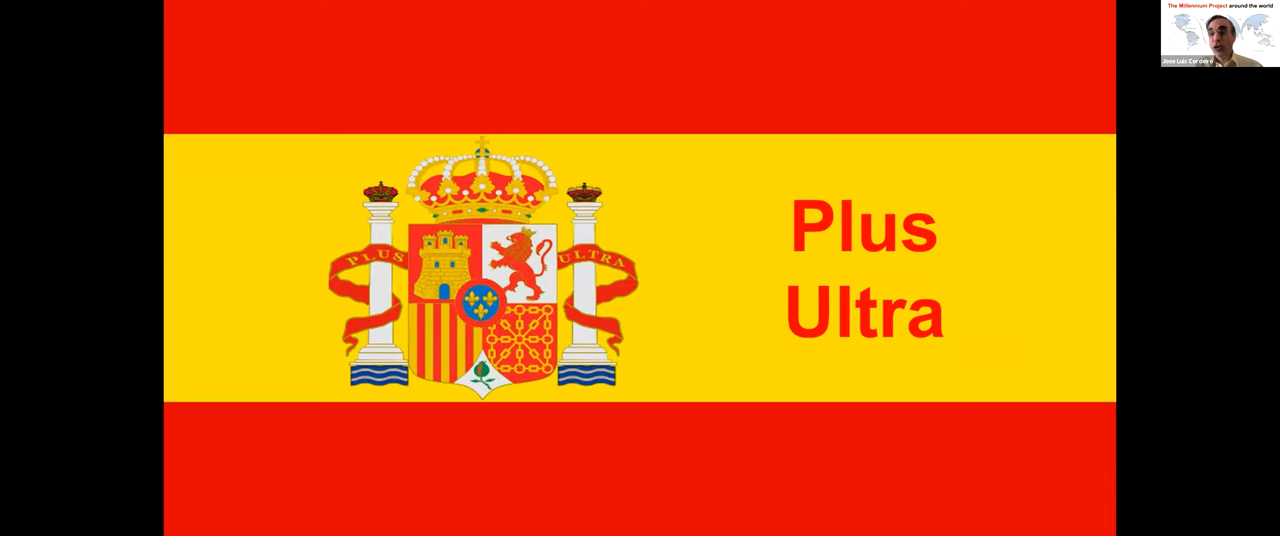 The Millennium Project around the world
Jose Luis Cordeiro
PLUS
ULTRA
Plus
Ultra